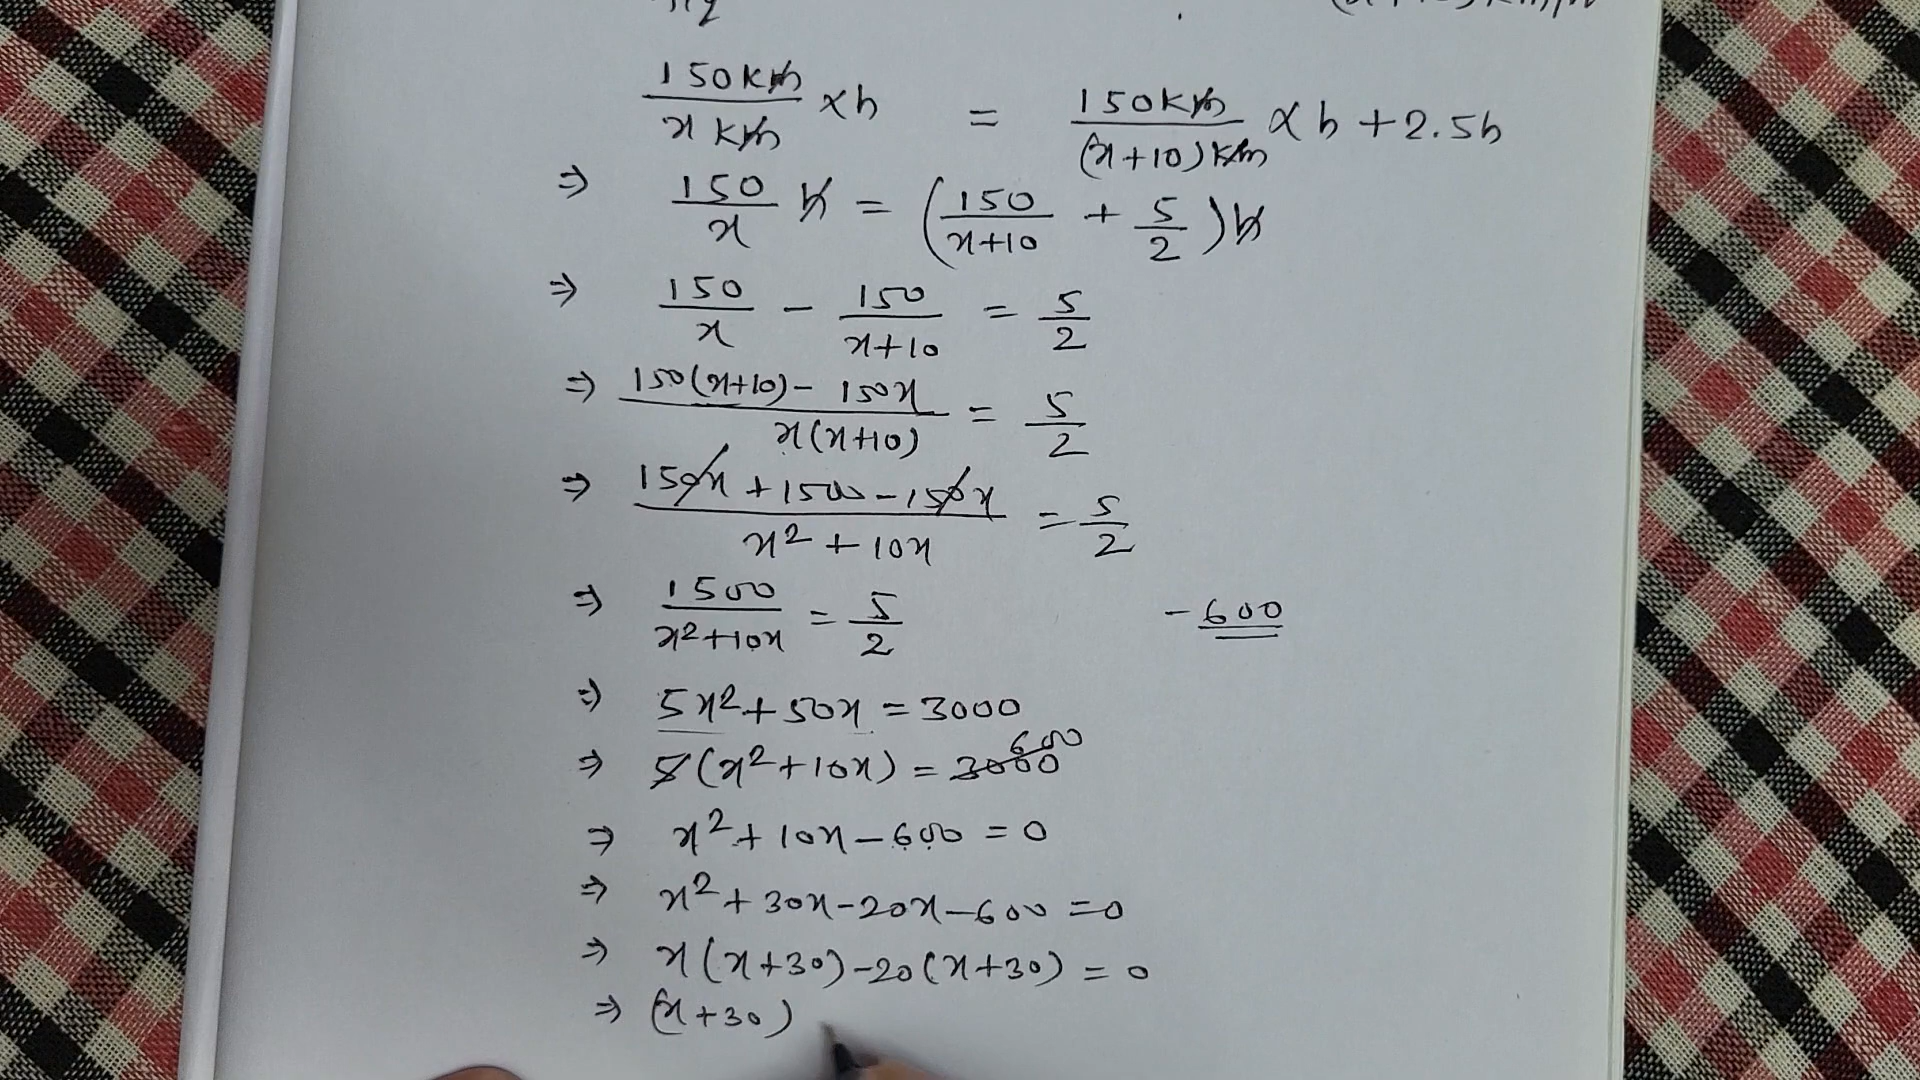 150km/x km × h = 150km/(x+10)km × h + 2.5h
⇒ 150/x h = (150/x+10 + 5/2)h
⇒ 150/x - 150/x+10 = 5/2
⇒ 150(x+10) - 150x/x(x+10) = 5/2
⇒ 150x + 1500 - 150x/x² + 10x = 5/2
⇒ 1500/x²+10x = 5/2
-600
⇒ 5x² + 50x = 3000
⇒ 5(x²+10x) = 3000 600
⇒ x² + 10x - 600 = 0
⇒ x² + 30x - 20x - 600 = 0
⇒ x(x+30) - 20(x+30) = 0
⇒ (x+30)